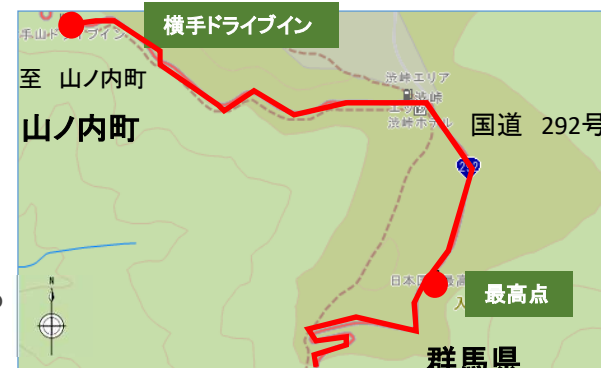 横手ドライブイン
至 山ノ内町
渋峠エリア
山ノ内町
渋峠
渋峠ホテル
国道 292号
最高点
群馬県
N